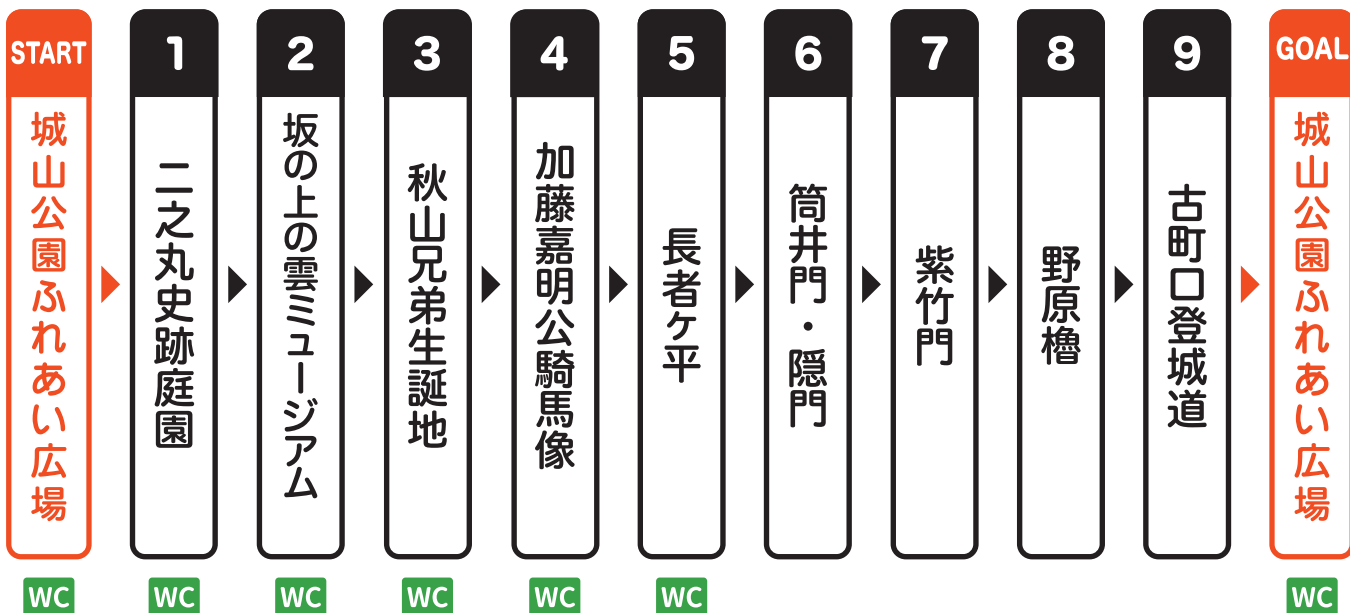 START
城山公園ふれあい広場
WC
1
二之丸史跡庭園
WC
2
坂の上の雲ミュージアム
WC
3
秋山兄弟生誕地
WC
4
加藤嘉明公騎馬像
WC
5
長者ケ平
WC
6
筒井門・隠門
7
紫竹門
8
野原櫓
9
古町口登城道
GOAL
城山公園ふれあい広場
WC